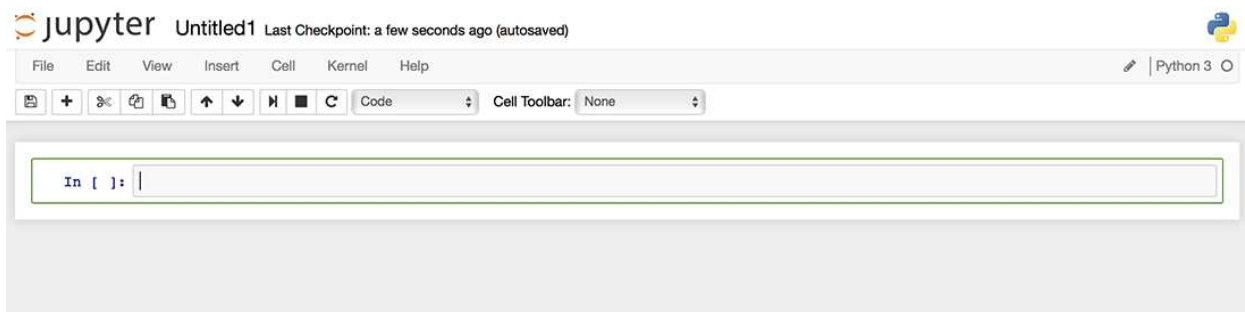 jupyter Untitled1 Last Checkpoint: a few seconds ago (autosaved)
File Edit View Insert Cell Kernel Help Python 3
Code Cell Toolbar: None
In [ ]: